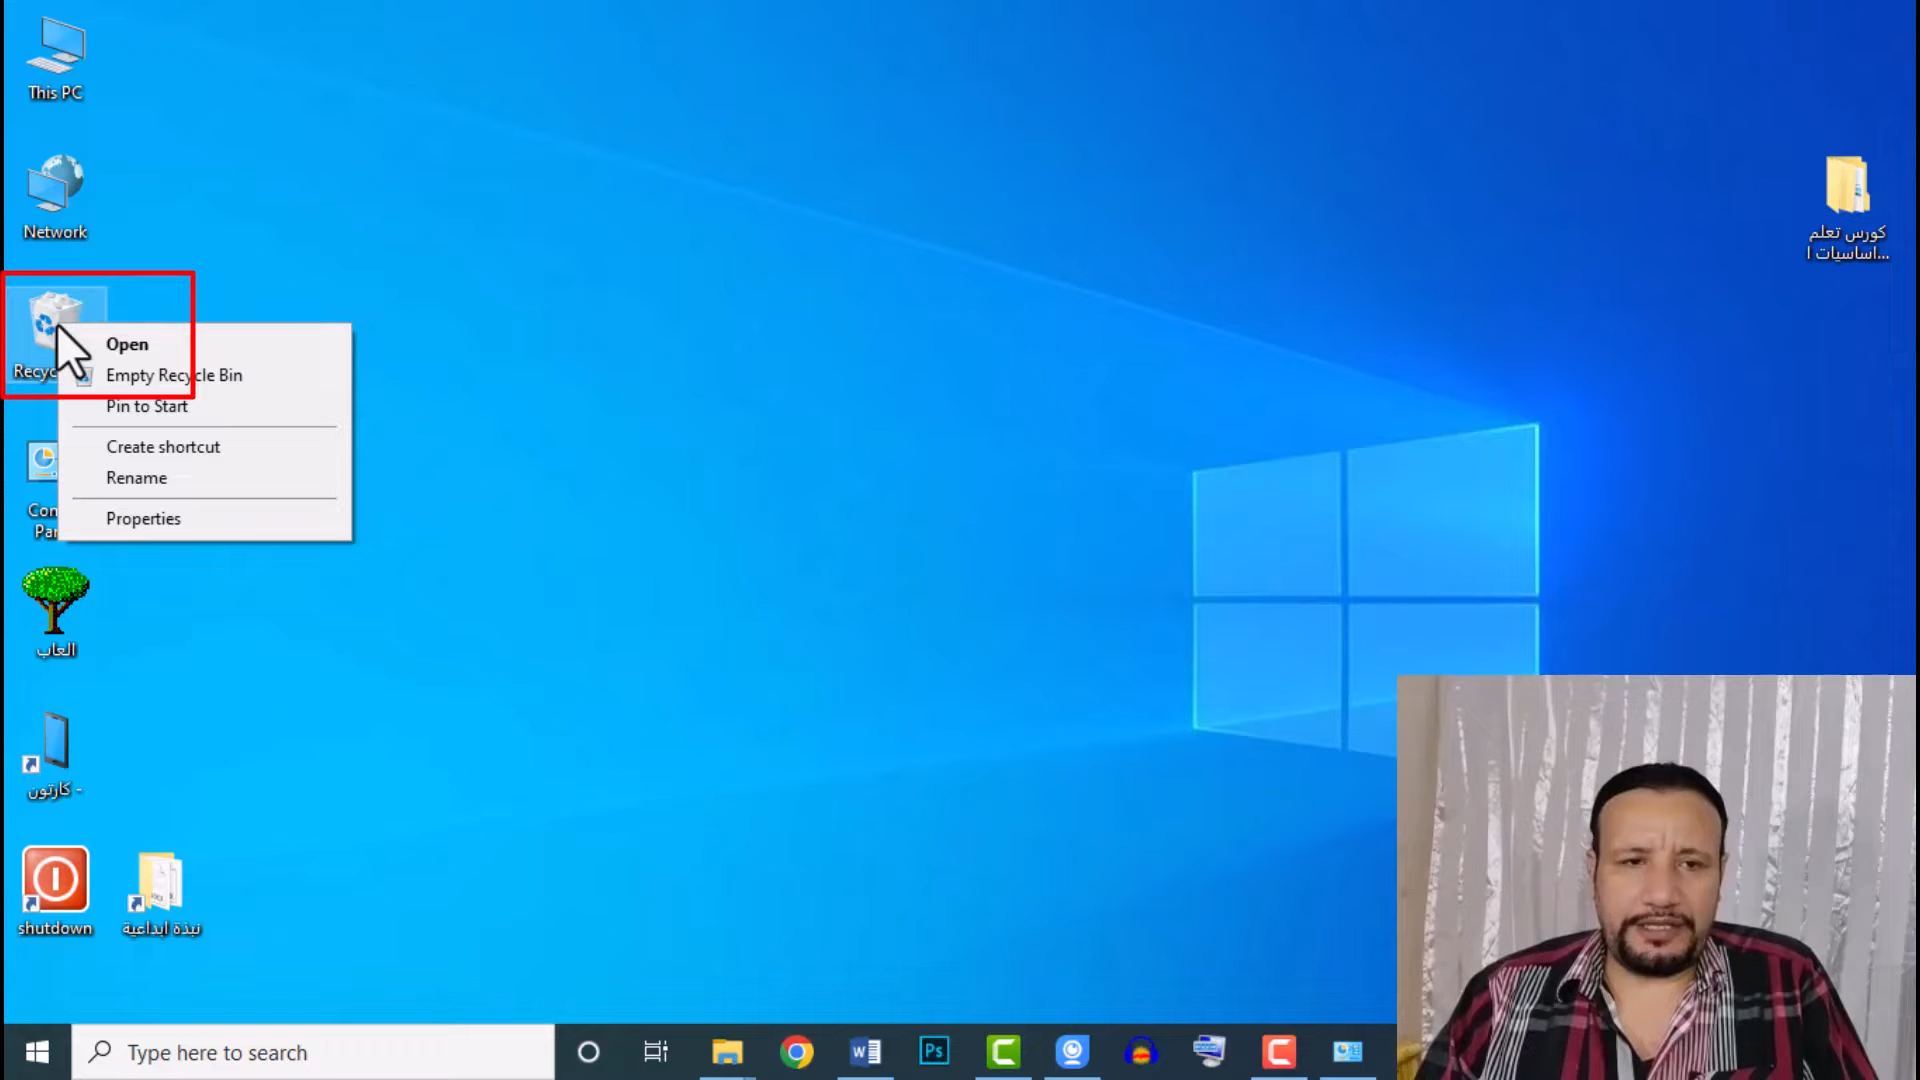 This PC
Network
Open
Empty Recycle Bin
Pin to Start
Create shortcut
Rename
Properties
العاب
كارتون -
shutdown
نبذة ابداعية
كورس تعلم
اساسيات ا...
Type here to search
Ps